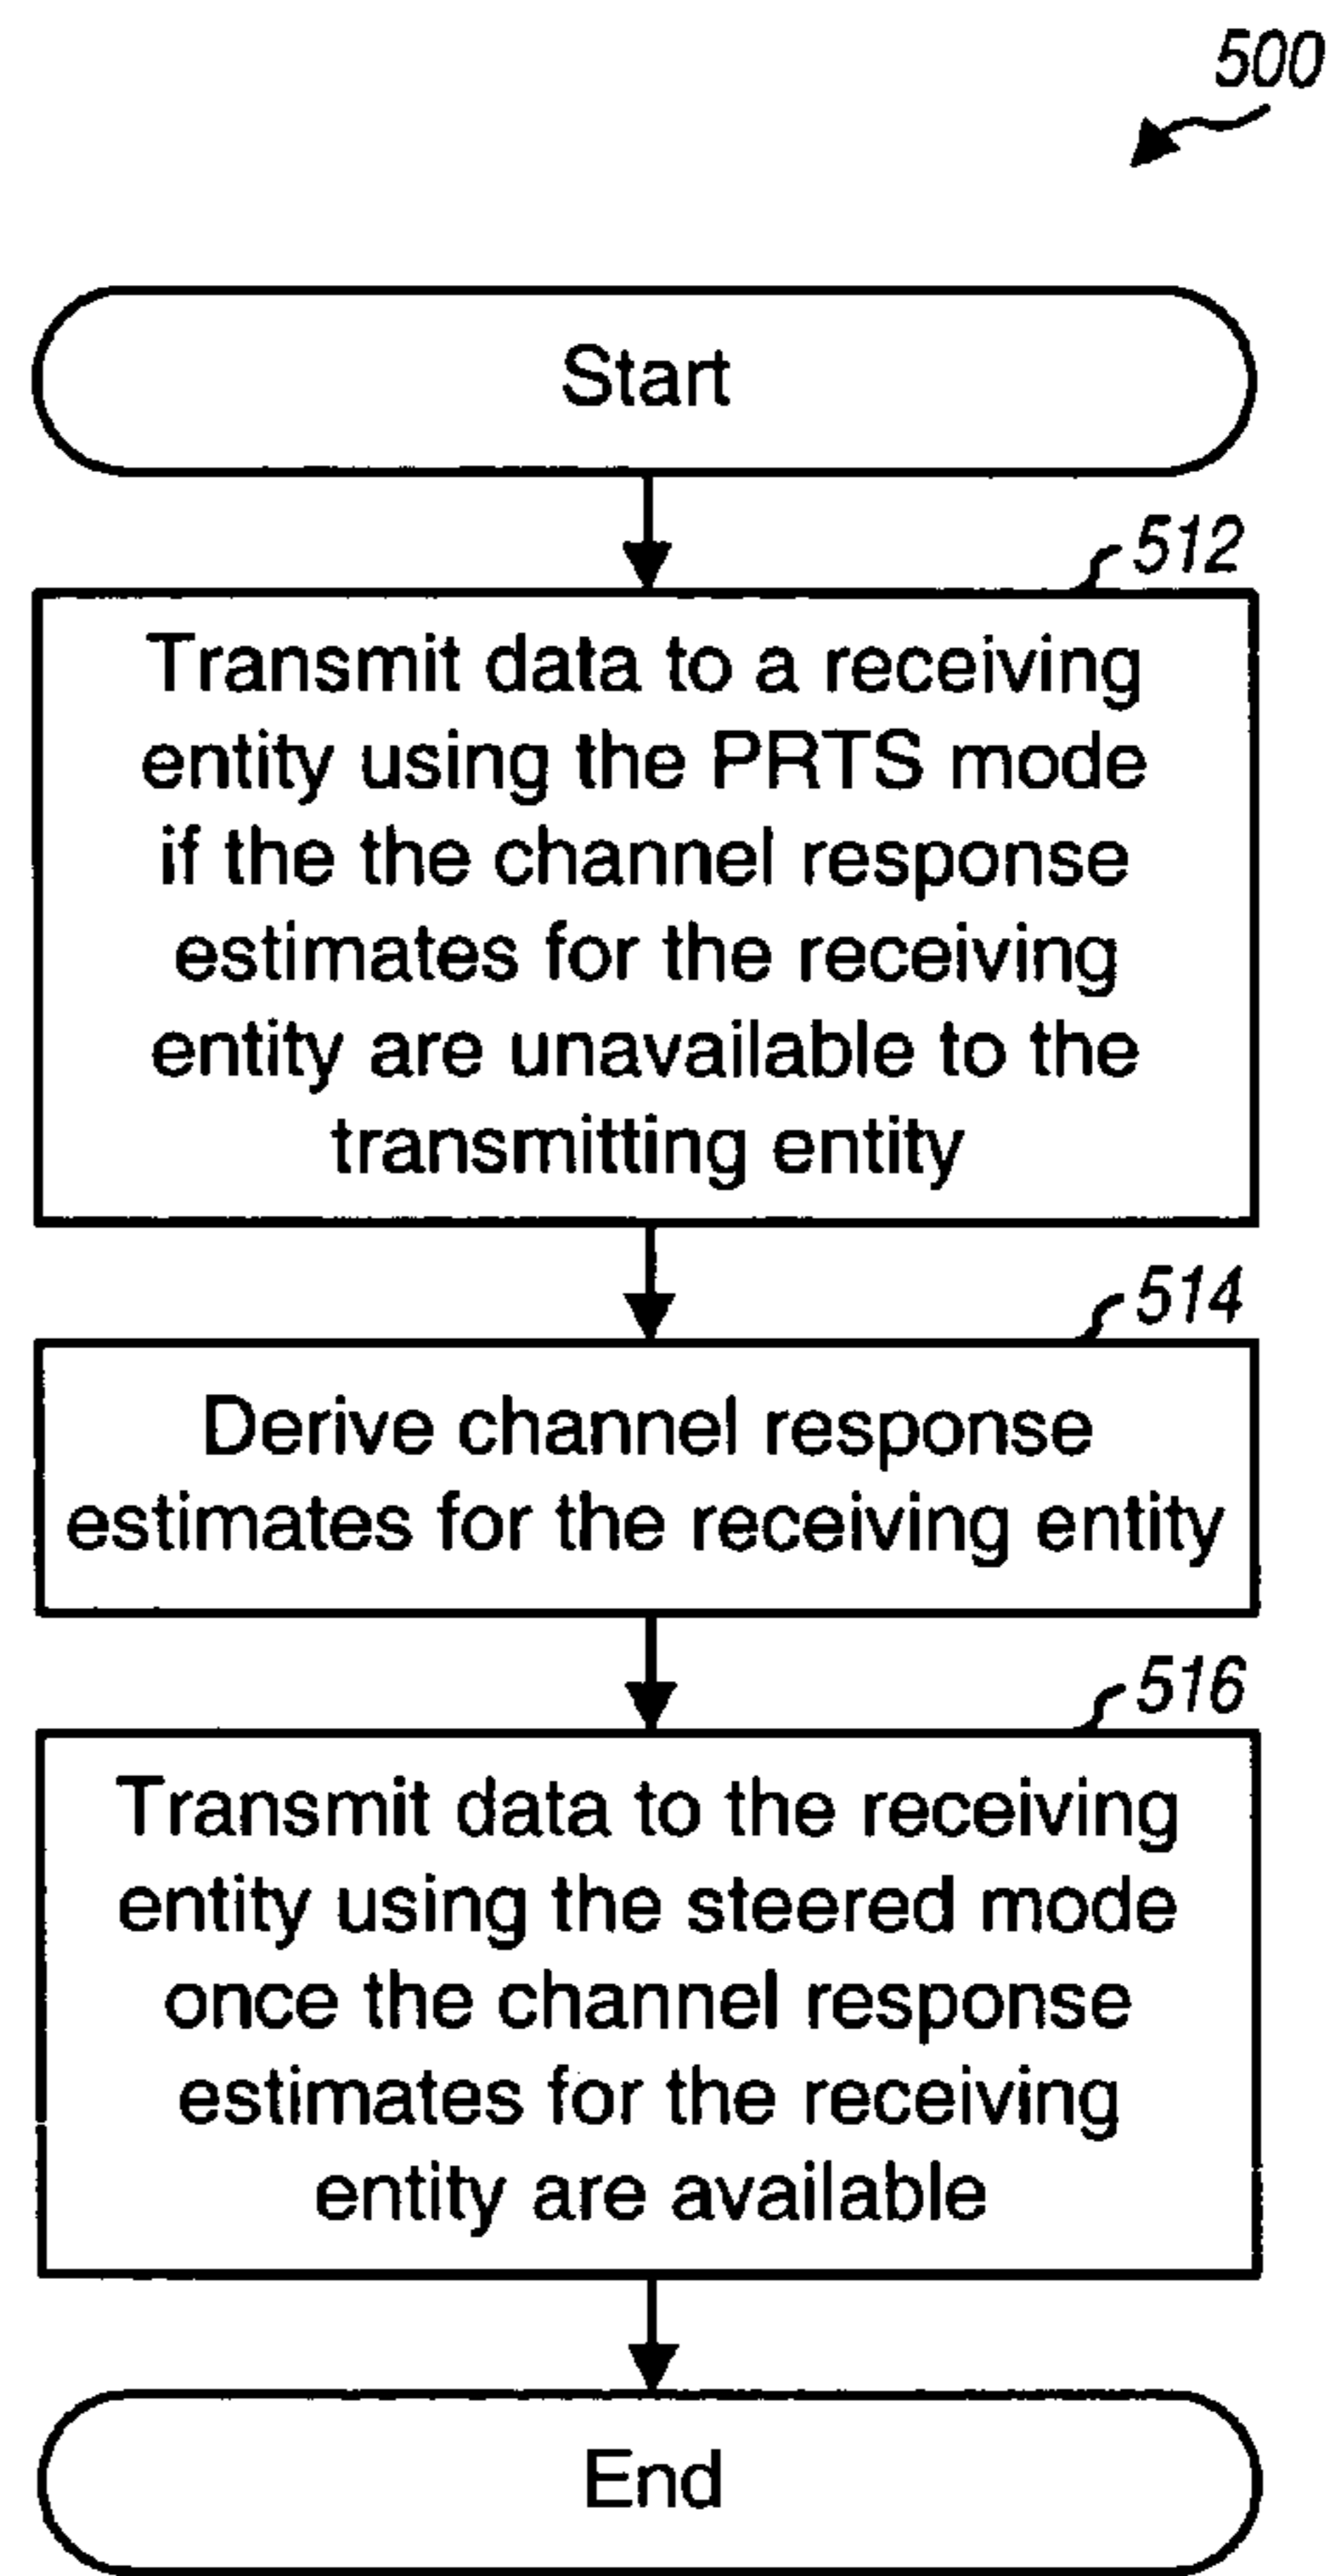 500
Start
512
Transmit data to a receiving
entity using the PRTS mode
if the the channel response
estimates for the receiving
entity are unavailable to the
transmitting entity
514
Derive channel response
estimates for the receiving entity
516
Transmit data to the receiving
entity using the steered mode
once the channel response
estimates for the receiving
entity are available
End